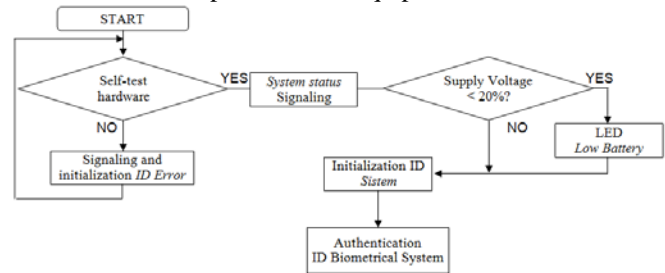 START
Self-test
hardware
YES
System status
Signaling
Supply Voltage
< 20%?
YES
NO
Signaling and
initialization ID Error
NO
LED
Low Battery
Initialization ID
Sistem
Authentication
ID Biometrical System